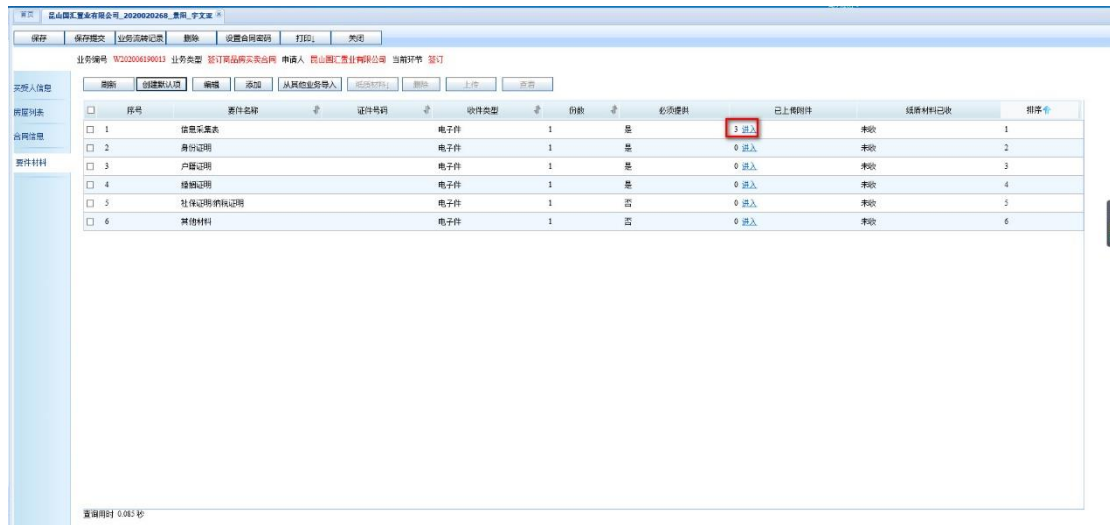 首页 昆山国汇置业有限公司_2020020268_景阳_宇文亚
保存 保存提交 业务流转记录 删除 设置合同密码 打印↓ 关闭
业务编号 W202006190013 业务类型 签订商品房买卖合同 申请人 昆山国汇置业有限公司 当前环节 签订
买受人信息
房屋列表
合同信息
要件材料
刷新 创建默认项 编辑 添加 从其他业务导入 纸质材料↓ 删除 上传 查看
序号 要件名称 证件号码 收件类型 份数 必须提供 已上传附件 纸质材料已收 排序
1 信息采集表 电子件 1 是 3 进入 未收 1
2 身份证明 电子件 1 是 0 进入 未收 2
3 户籍证明 电子件 1 是 0 进入 未收 3
4 婚姻证明 电子件 1 是 0 进入 未收 4
5 社保证明/纳税证明 电子件 1 否 0 进入 未收 5
6 其他材料 电子件 1 否 0 进入 未收 6
查询用时 0.085 秒